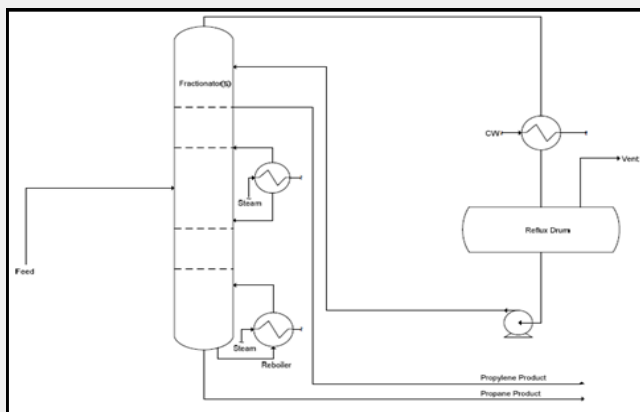 Fractionator(s)
CW
Vent
Steam
Reflux Drum
Feed
Steam
Reboiler
Propylene Product
Propane Product